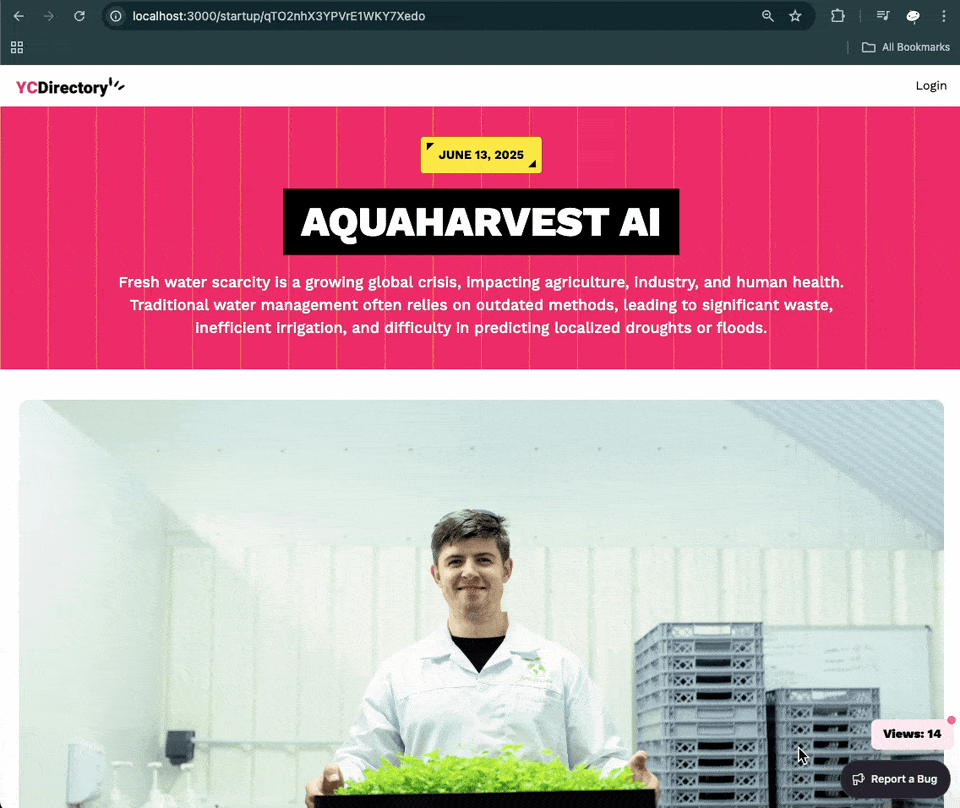 localhost:3000/startup/qTO2nhX3YPVrE1WKY7Xedo
All Bookmarks
YCDirectory
Login
JUNE 13, 2025
AQUAHARVEST AI
Fresh water scarcity is a growing global crisis, impacting agriculture, industry, and human health.
Traditional water management often relies on outdated methods, leading to significant waste,
inefficient irrigation, and difficulty in predicting localized droughts or floods.
Views: 14
Report a Bug